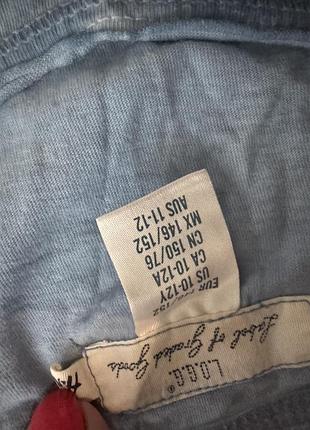 EUR 146/152
US 10-12Y
CA 10-12A
CN 150/76
MX 146/152
AUS 11-12
L.O.G.G.®
Label of Graded Goods